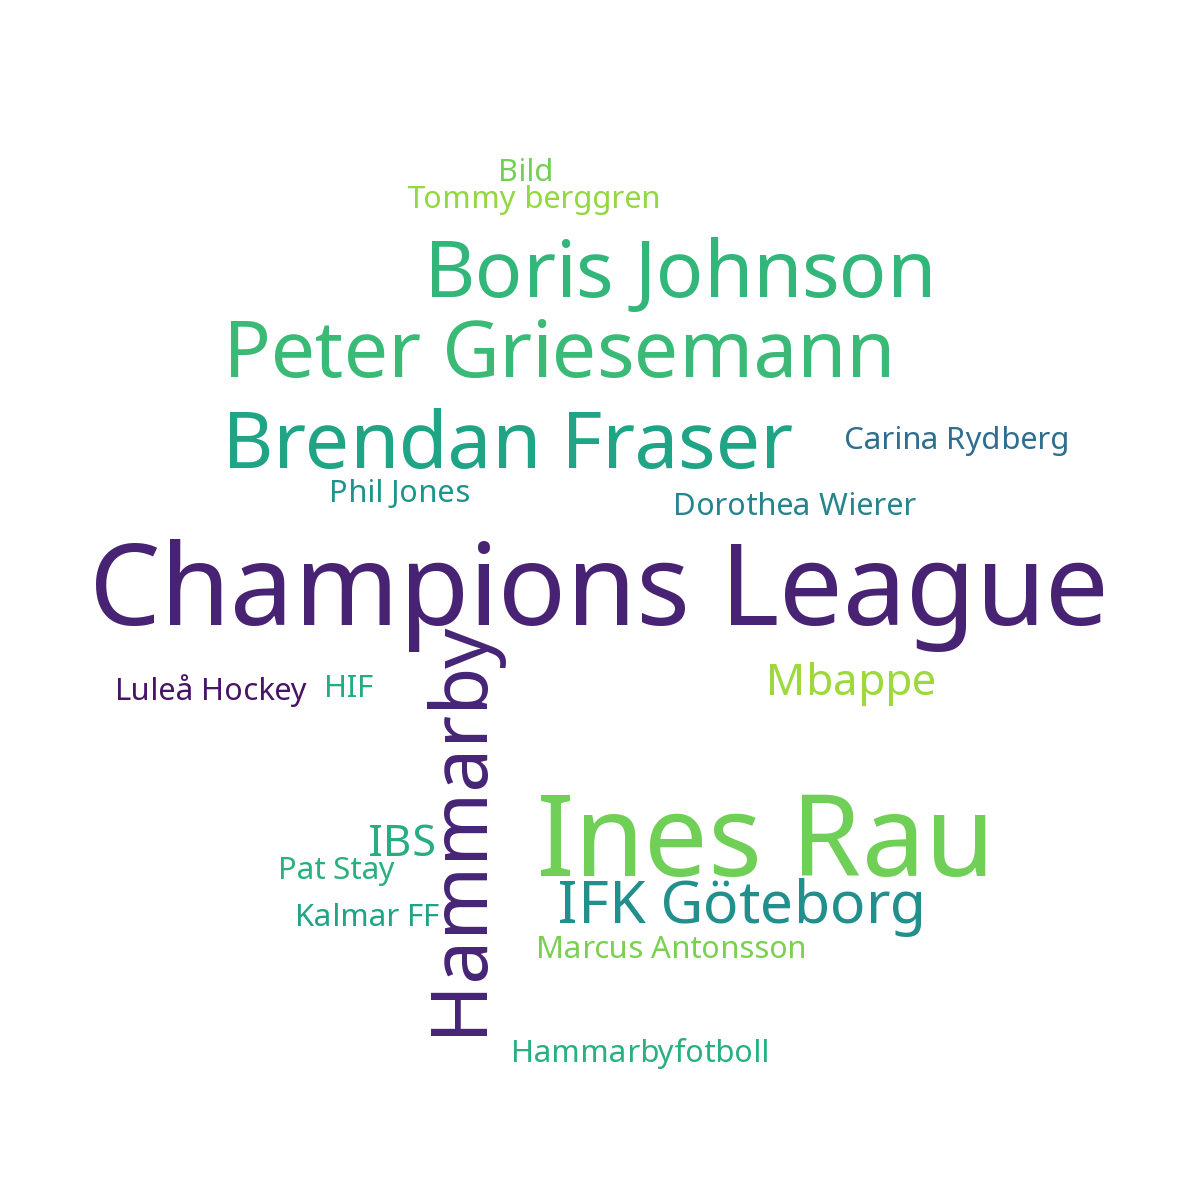 Bild
Tommy berggren
Boris Johnson
Peter Griesemann
Brendan Fraser
Carina Rydberg
Phil Jones
Dorothea Wierer
Champions League
Hammarby
Luleå Hockey
HIF
Mbappe
Ines Rau
IBS
Pat Stay
IFK Göteborg
Kalmar FF
Marcus Antonsson
Hammarbyfotboll